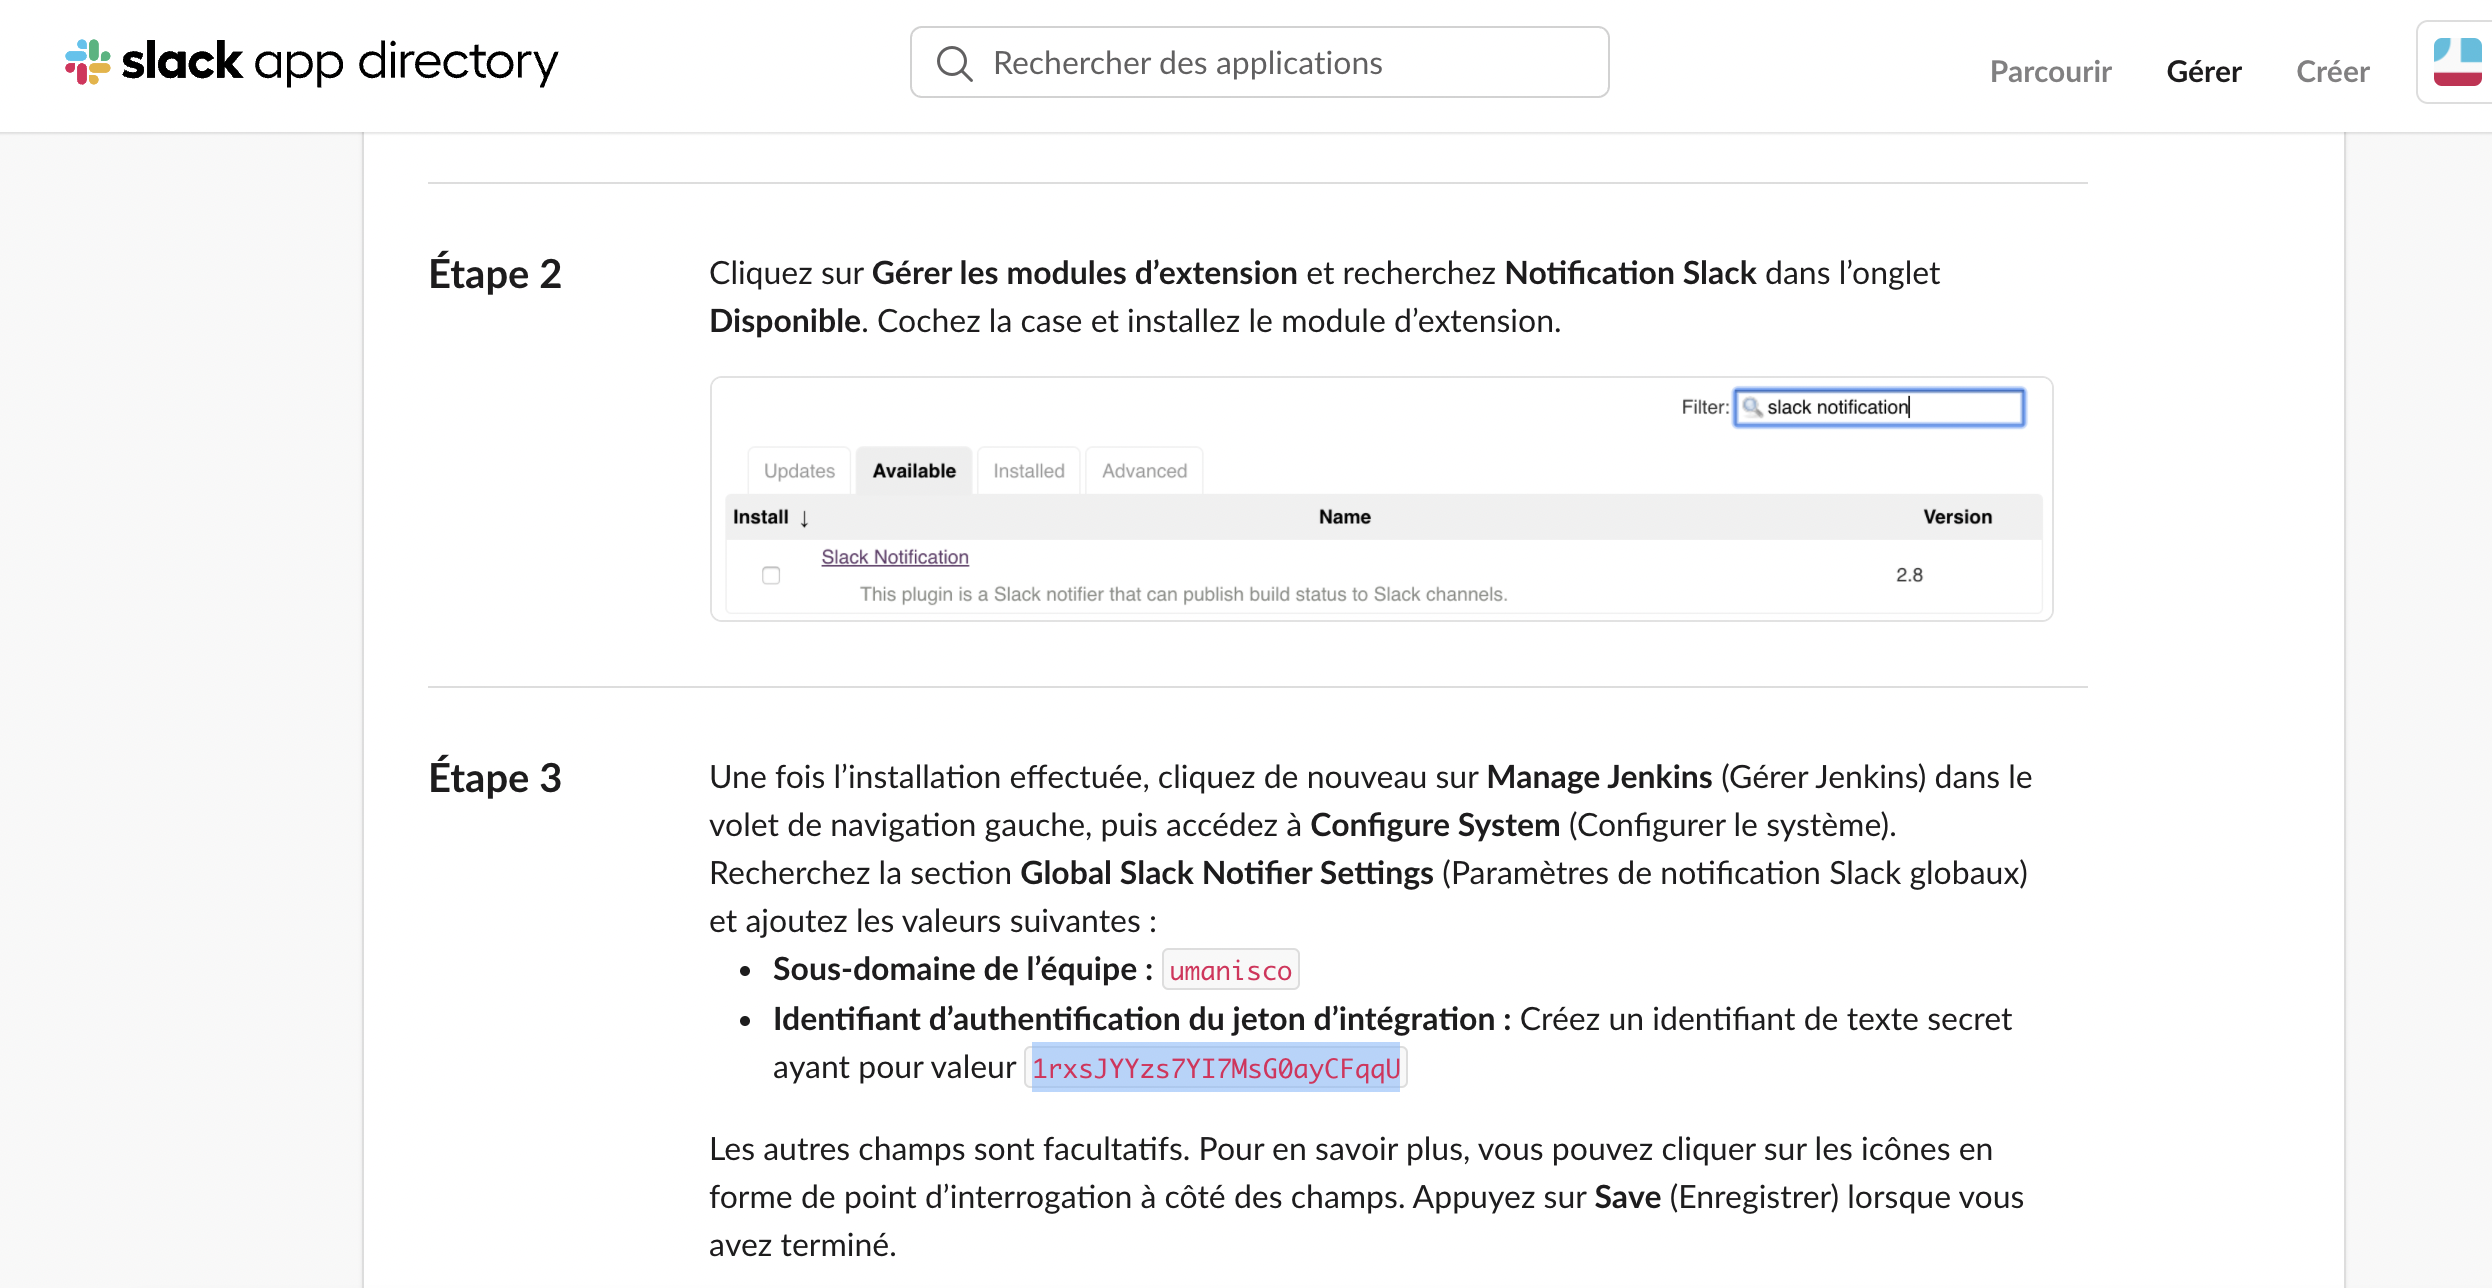 slack app directory
Rechercher des applications
Parcourir
Gérer
Créer
Étape 2
Cliquez sur Gérer les modules d’extension et recherchez Notification Slack dans l’onglet
Disponible. Cochez la case et installez le module d’extension.
Filter: slack notification
Updates
Available
Installed
Advanced
Install ↓
Name
Version
Slack Notification
2.8
This plugin is a Slack notifier that can publish build status to Slack channels.
Étape 3
Une fois l’installation effectuée, cliquez de nouveau sur Manage Jenkins (Gérer Jenkins) dans le
volet de navigation gauche, puis accédez à Configure System (Configurer le système).
Recherchez la section Global Slack Notifier Settings (Paramètres de notification Slack globaux)
et ajoutez les valeurs suivantes :
• Sous-domaine de l’équipe : umanisco
• Identifiant d’authentification du jeton d’intégration : Créez un identifiant de texte secret
ayant pour valeur 1rxsJYYzs7YI7MsG0ayCFqqU
Les autres champs sont facultatifs. Pour en savoir plus, vous pouvez cliquer sur les icônes en
forme de point d’interrogation à côté des champs. Appuyez sur Save (Enregistrer) lorsque vous
avez terminé.